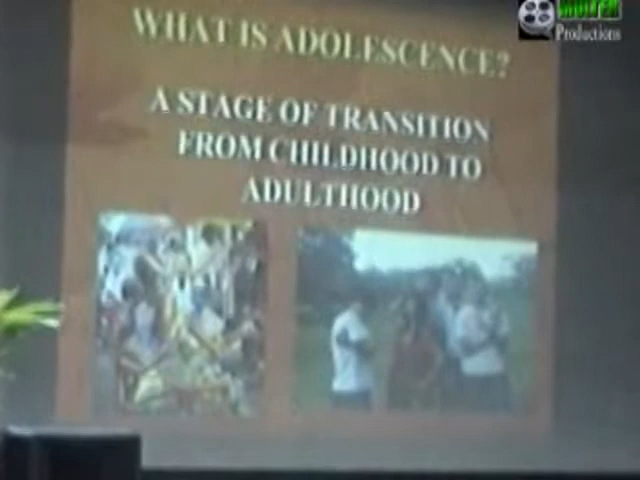 WHAT IS ADOLESCENCE?
A STAGE OF TRANSITION
FROM CHILDHOOD TO
ADULTHOOD
Productions